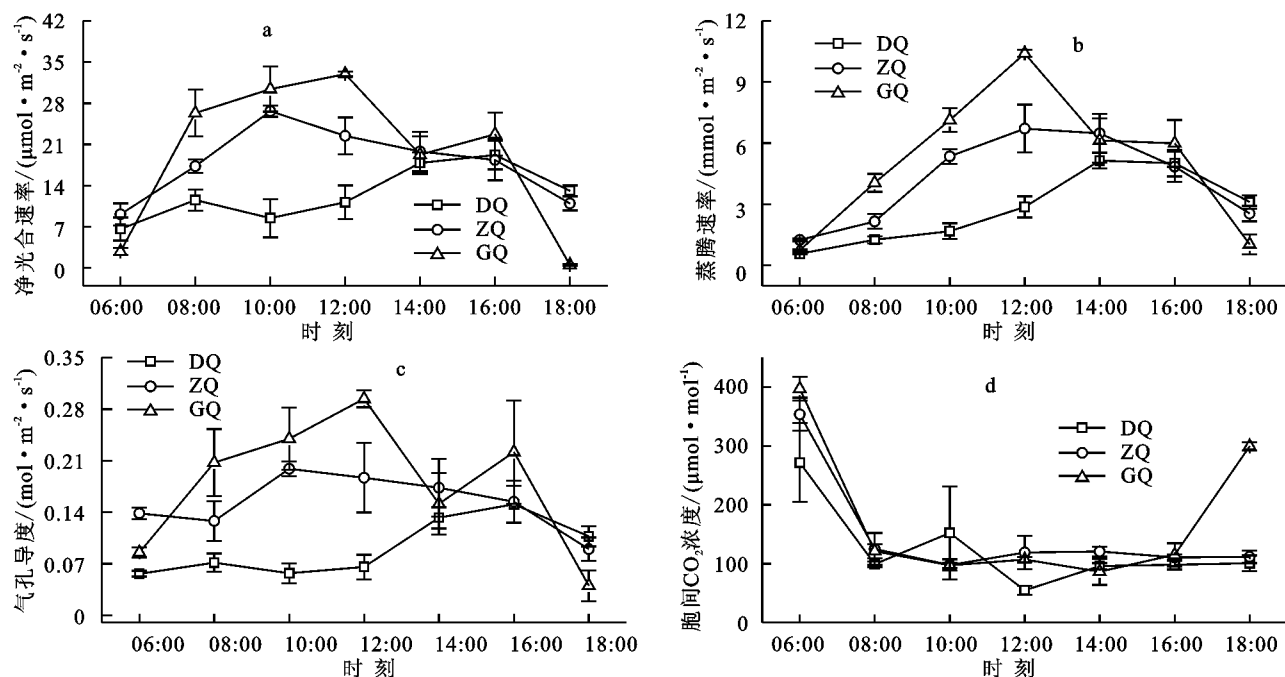 42
35
28
21
14
7
0
净光合速率/(μmol·m⁻²·s⁻¹)
a
DQ
ZQ
GQ
06:00 08:00 10:00 12:00 14:00 16:00 18:00
时刻
12
9
6
3
0
蒸腾速率/(mmol·m⁻²·s⁻¹)
b
DQ
ZQ
GQ
06:00 08:00 10:00 12:00 14:00 16:00 18:00
时刻
0.35
0.28
0.21
0.14
0.07
0
气孔导度/(mol·m⁻²·s⁻¹)
c
DQ
ZQ
GQ
06:00 08:00 10:00 12:00 14:00 16:00 18:00
时刻
400
300
200
100
0
胞间CO₂浓度/(μmol·mol⁻¹)
d
DQ
ZQ
GQ
06:00 08:00 10:00 12:00 14:00 16:00 18:00
时刻